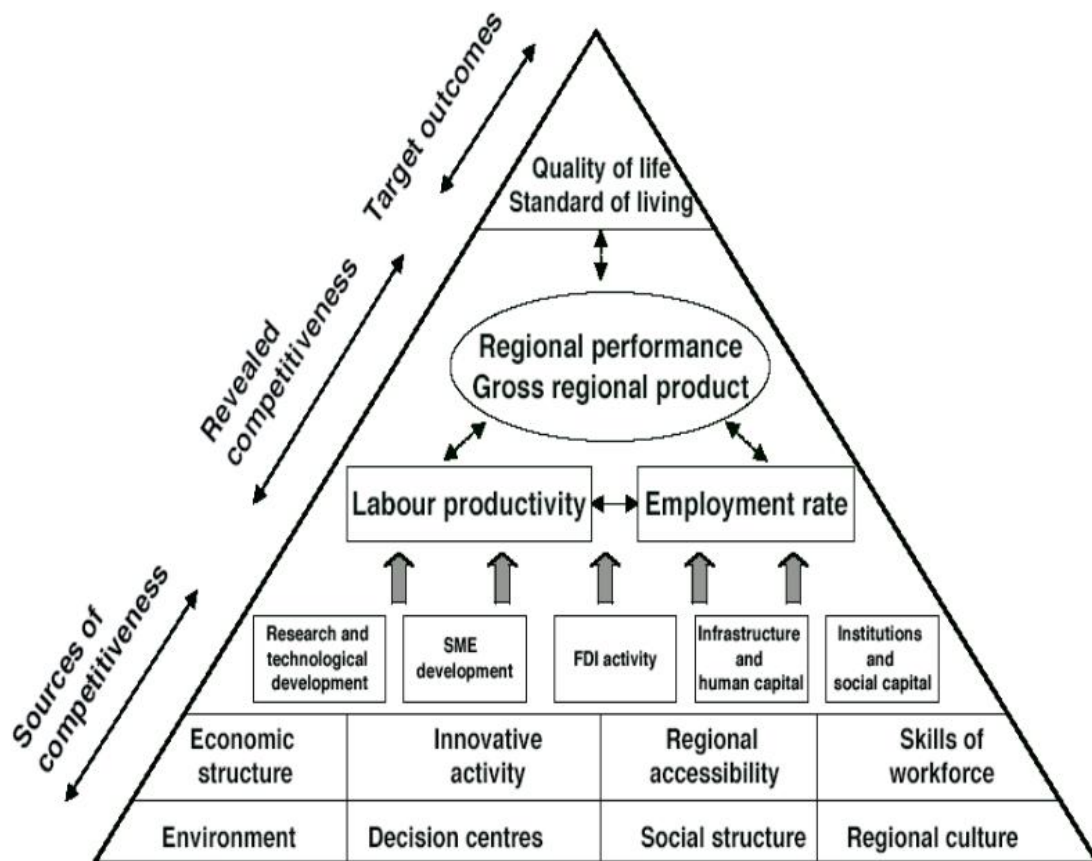 Target outcomes
Quality of life
Standard of living
Revealed
competitiveness
Regional performance
Gross regional product
Labour productivity
Employment rate
Sources of
competitiveness
Research and
technological
development
SME
development
FDI activity
Infrastructure
and
human capital
Institutions
and
social capital
Economic
structure
Innovative
activity
Regional
accessibility
Skills of
workforce
Environment
Decision centres
Social structure
Regional culture